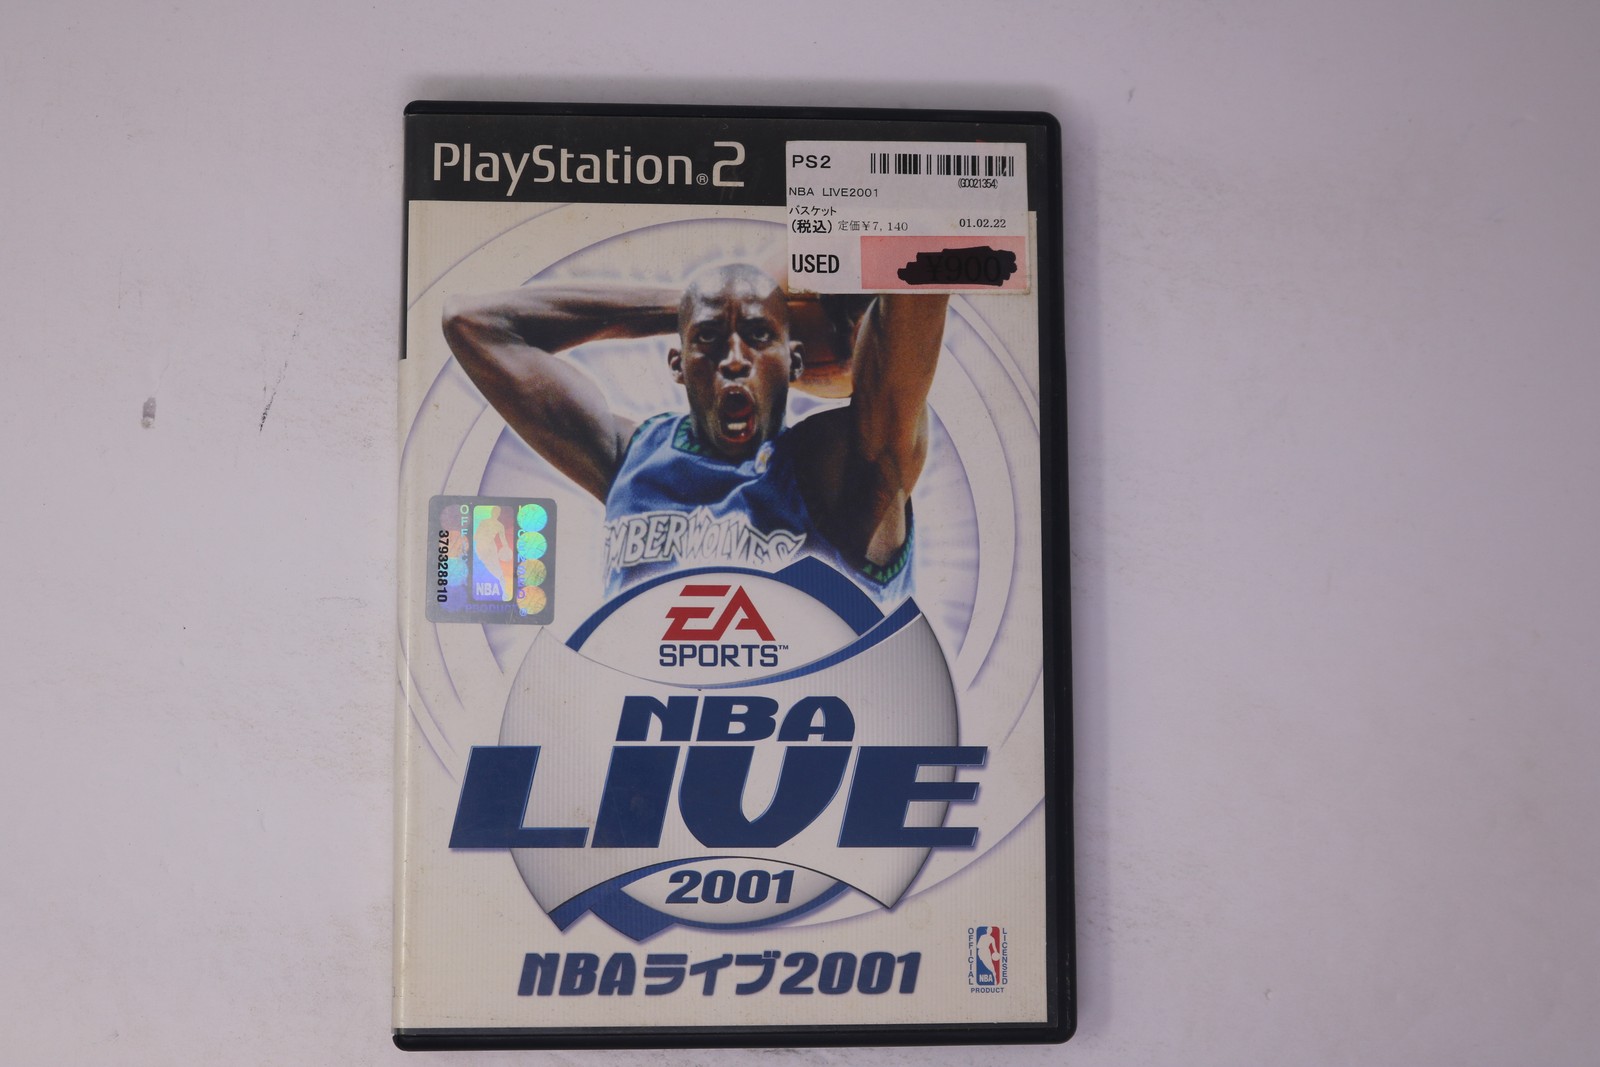 PlayStation®2
PS2
(30021354)
NBA LIVE2001
バスケット
(税込) 定価¥7,140 01.02.22
USED ¥900
MBERWOLVES
379328810
NBA
PRODUCT
EA
SPORTS™
NBA
LIVE
2001
NBAライブ2001
OFFICIAL
LICENSED
NBA
PRODUCT